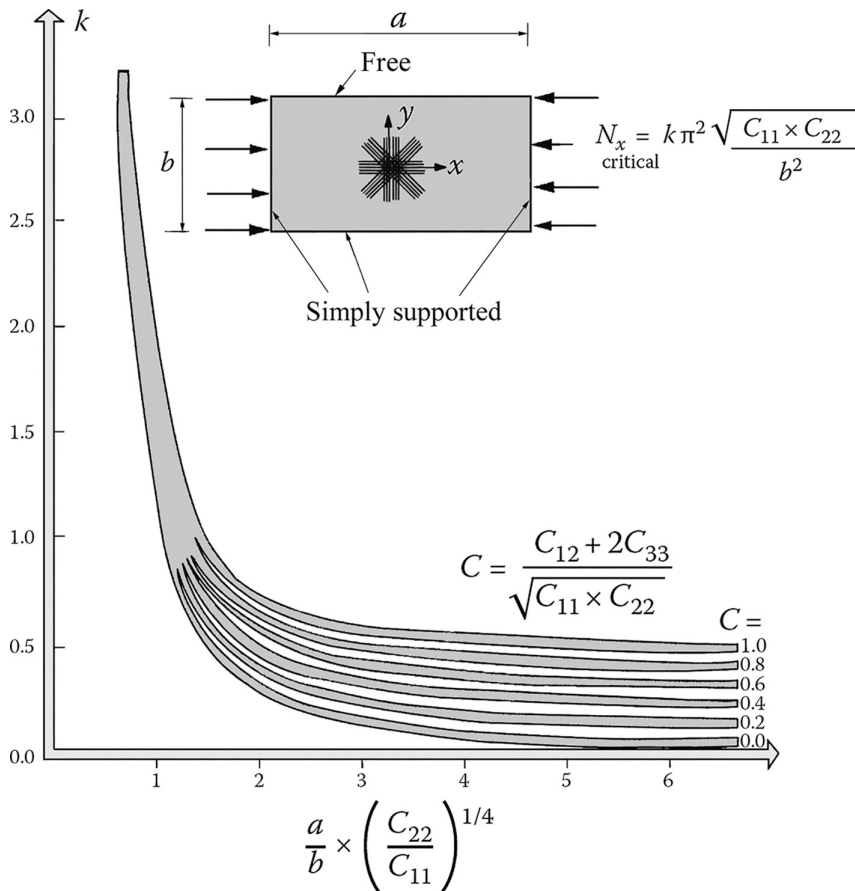 k
a
Free
3.0
y
b
x
N_x = k π² √(C₁₁ × C₂₂) / b²
critical
2.5
Simply supported
2.0
1.5
1.0
C = (C₁₂ + 2C₃₃) / √(C₁₁ × C₂₂)
C =
1.0
0.8
0.6
0.4
0.2
0.0
0.5
0.0
1 2 3 4 5 6
a/b × (C₂₂/C₁₁)^1/4